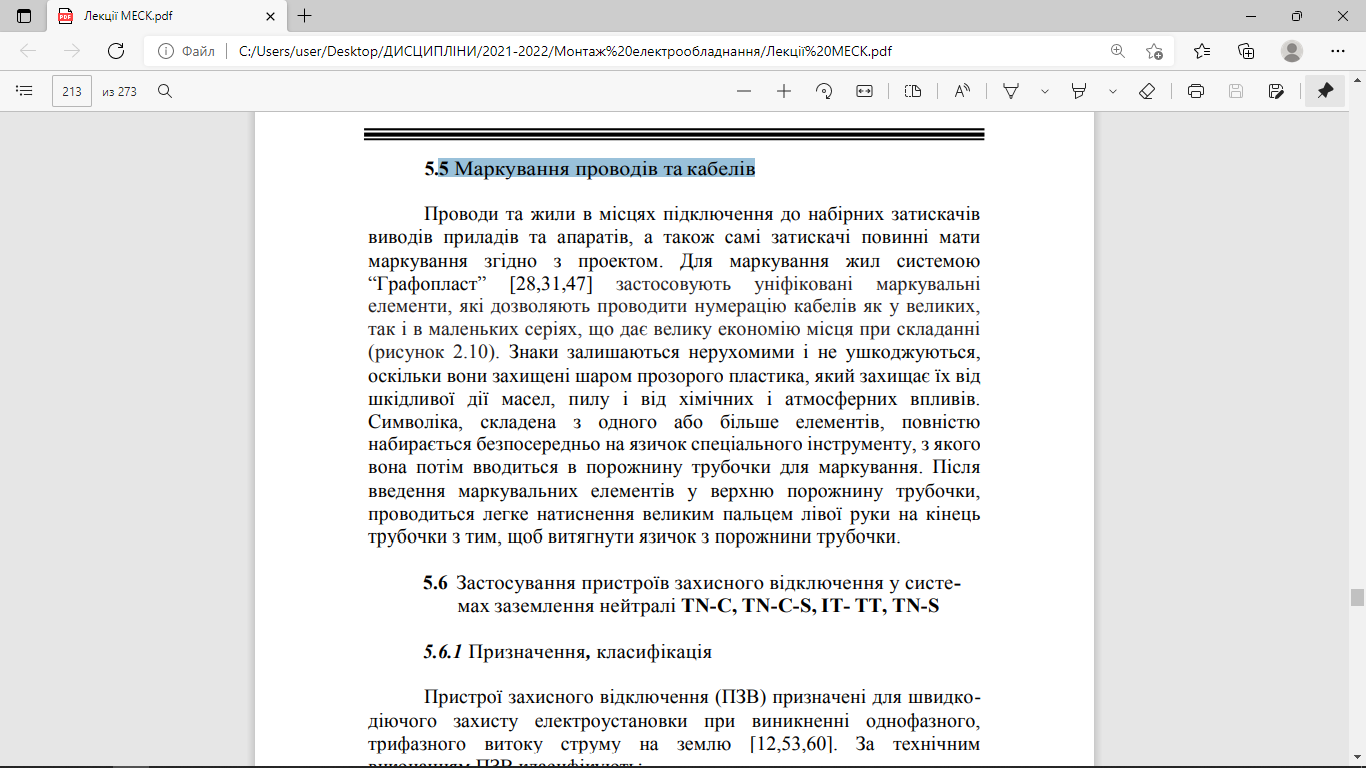 Лекції МЕСК.pdf
Файл C:/Users/user/Desktop/ДИСЦИПЛІНИ/2021-2022/Монтаж%20електрообладнання/Лекції%20МЕСК.pdf
213 из 273
5.5 Маркування проводів та кабелів
Проводи та жили в місцях підключення до набірних затискачів
виводів приладів та апаратів, а також самі затискачі повинні мати
маркування згідно з проектом. Для маркування жил системою
“Графопласт” [28,31,47] застосовують уніфіковані маркувальні
елементи, які дозволяють проводити нумерацію кабелів як у великих,
так і в маленьких серіях, що дає велику економію місця при складанні
(рисунок 2.10). Знаки залишаються нерухомими і не ушкоджуються,
оскільки вони захищені шаром прозорого пластика, який захищає їх від
шкідливої дії масел, пилу і від хімічних і атмосферних впливів.
Символіка, складена з одного або більше елементів, повністю
набирається безпосередньо на язичок спеціального інструменту, з якого
вона потім вводиться в порожнину трубочки для маркування. Після
введення маркувальних елементів у верхню порожнину трубочки,
проводиться легке натиснення великим пальцем лівої руки на кінець
трубочки з тим, щоб витягнути язичок з порожнини трубочки.
5.6 Застосування пристроїв захисного відключення у систе-
мах заземлення нейтралі TN-C, TN-C-S, IT- TT, TN-S
5.6.1 Призначення, класифікація
Пристрої захисного відключення (ПЗВ) призначені для швидко-
діючого захисту електроустановки при виникненні однофазного,
трифазного витоку струму на землю [12,53,60]. За технічним
виконанням ПЗВ класифікують: